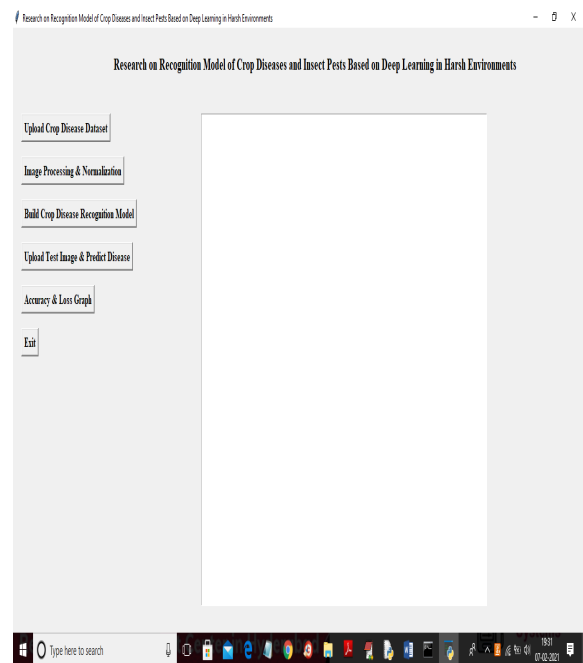 Research on Recognition Model of Crop Diseases and Insect Pests Based on Deep Learning in Harsh Environments
Research on Recognition Model of Crop Diseases and Insect Pests Based on Deep Learning in Harsh Environments
Upload Crop Disease Dataset
Image Processing & Normalization
Build Crop Disease Recognition Model
Upload Test Image & Predict Disease
Accuracy & Loss Graph
Exit
Type here to search
19:31
07-02-2021